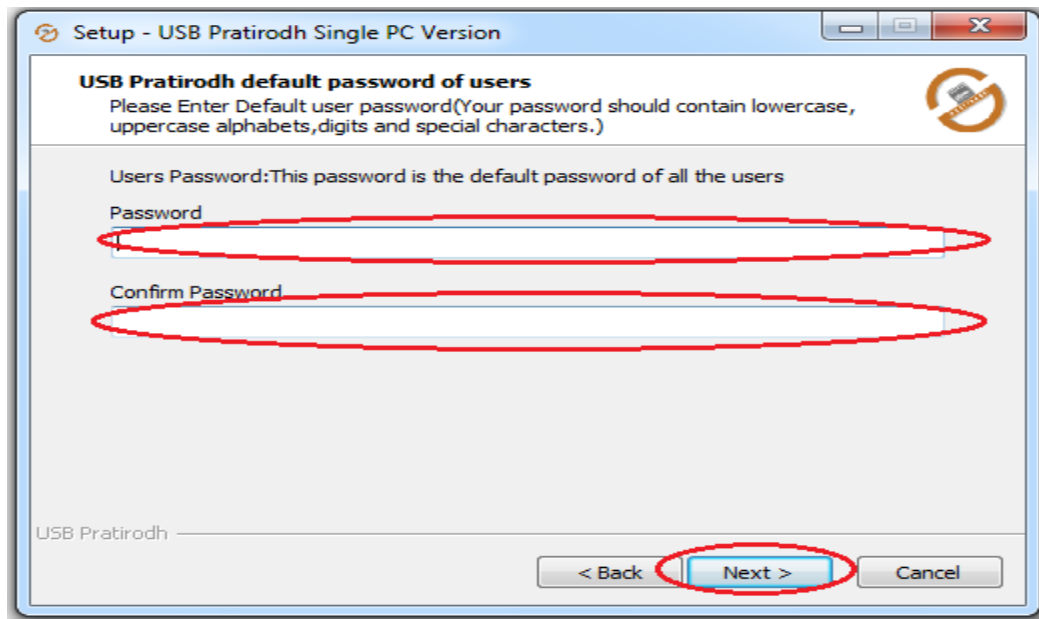 Setup - USB Pratirodh Single PC Version
USB Pratirodh default password of users
Please Enter Default user password(Your password should contain lowercase,
uppercase alphabets,digits and special characters.)
Users Password:This password is the default password of all the users
Password
Confirm Password
USB Pratirodh
< Back Next > Cancel